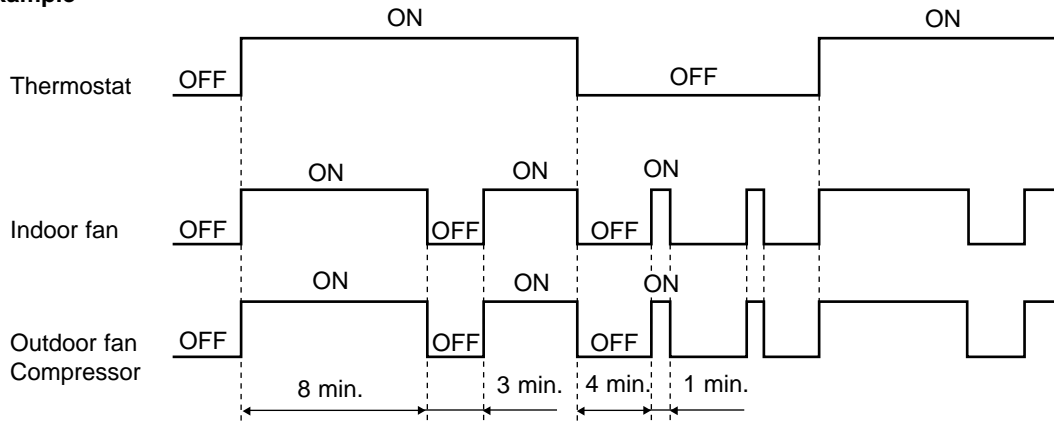 ON ON
Thermostat OFF OFF
ON ON ON
Indoor fan OFF OFF OFF
ON ON ON
Outdoor fan
Compressor OFF OFF OFF
8 min. 3 min. 4 min. 1 min.